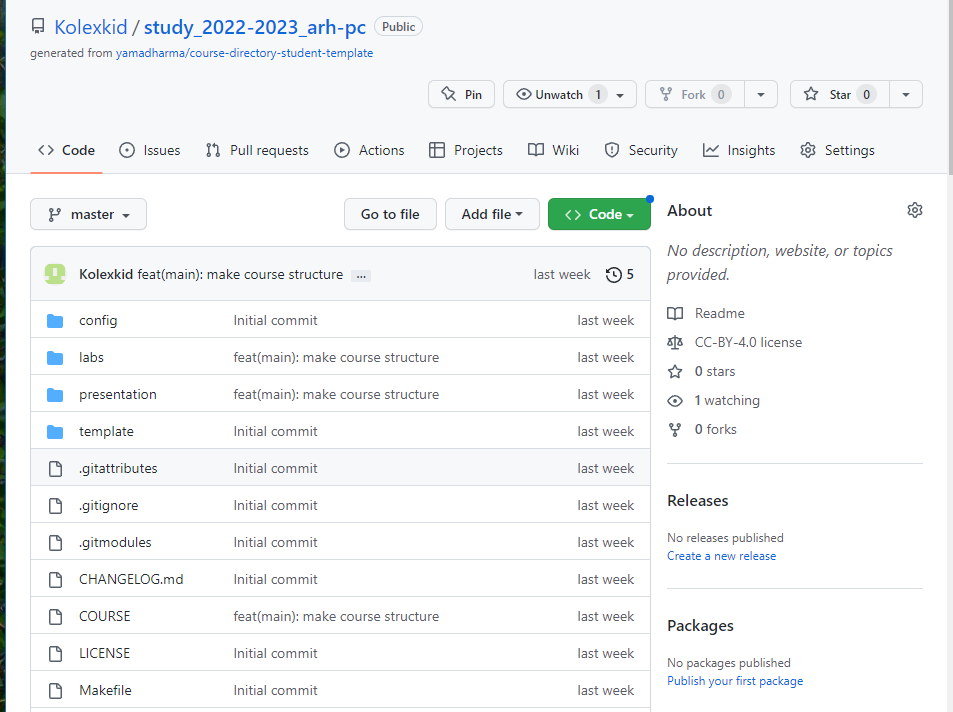 Kolexkid / study_2022-2023_arh-pc Public
generated from yamadharma/course-directory-student-template
Pin Unwatch 1 Fork 0 Star 0
Code Issues Pull requests Actions Projects Wiki Security Insights Settings
master Go to file Add file Code
Kolexkid feat(main): make course structure ... last week 5
config Initial commit last week
labs feat(main): make course structure last week
presentation feat(main): make course structure last week
template Initial commit last week
.gitattributes Initial commit last week
.gitignore Initial commit last week
.gitmodules Initial commit last week
CHANGELOG.md Initial commit last week
COURSE feat(main): make course structure last week
LICENSE Initial commit last week
Makefile Initial commit last week
About
No description, website, or topics
provided.
Readme
CC-BY-4.0 license
0 stars
1 watching
0 forks
Releases
No releases published
Create a new release
Packages
No packages published
Publish your first package